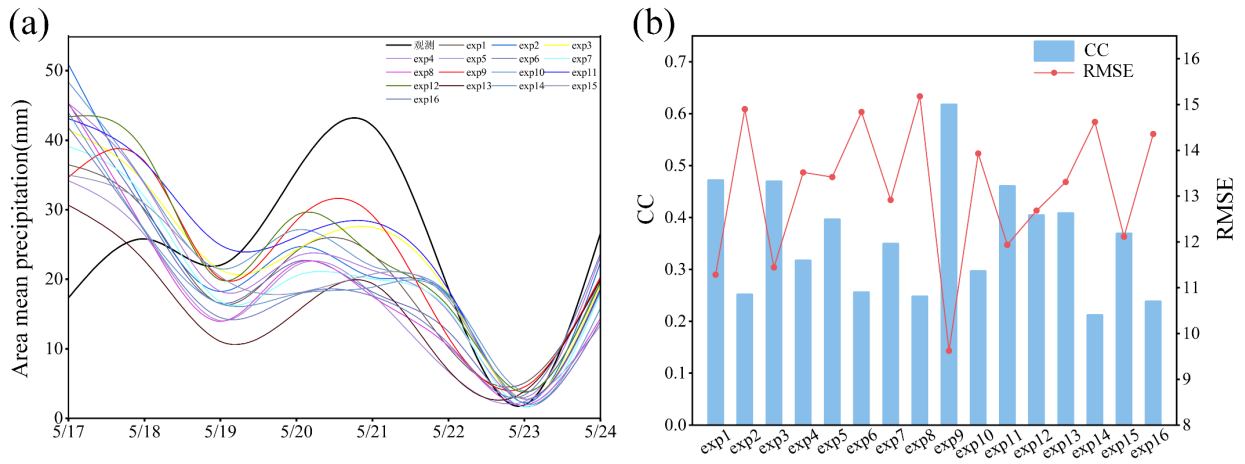 (a)
Area mean precipitation(mm)
50
40
30
20
10
0
5/17 5/18 5/19 5/20 5/21 5/22 5/23 5/24
观测 exp1 exp2 exp3
exp4 exp5 exp6 exp7
exp8 exp9 exp10 exp11
exp12 exp13 exp14 exp15
exp16
(b)
CC
0.7
0.6
0.5
0.4
0.3
0.2
0.1
0.0
CC
RMSE
16
15
14
13
12
11
10
9
8
RMSE
exp1 exp2 exp3 exp4 exp5 exp6 exp7 exp8 exp9 exp10 exp11 exp12 exp13 exp14 exp15 exp16